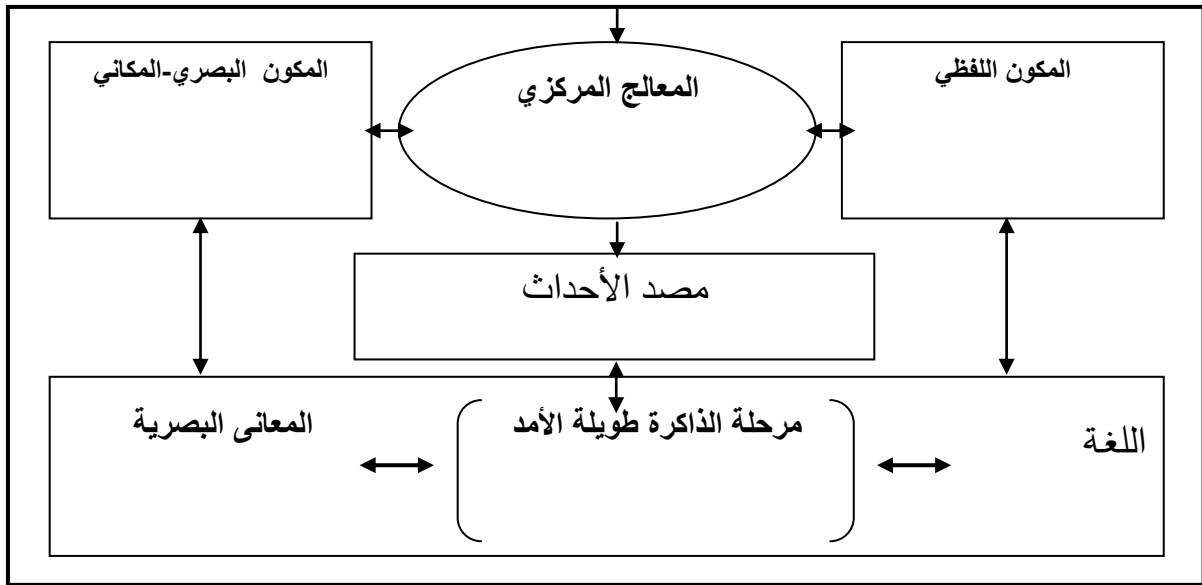 المكون اللفظي
المعالج المركزي
المكون البصري-المكاني
مصد الأحداث
اللغة
مرحلة الذاكرة طويلة الأمد
المعانى البصرية